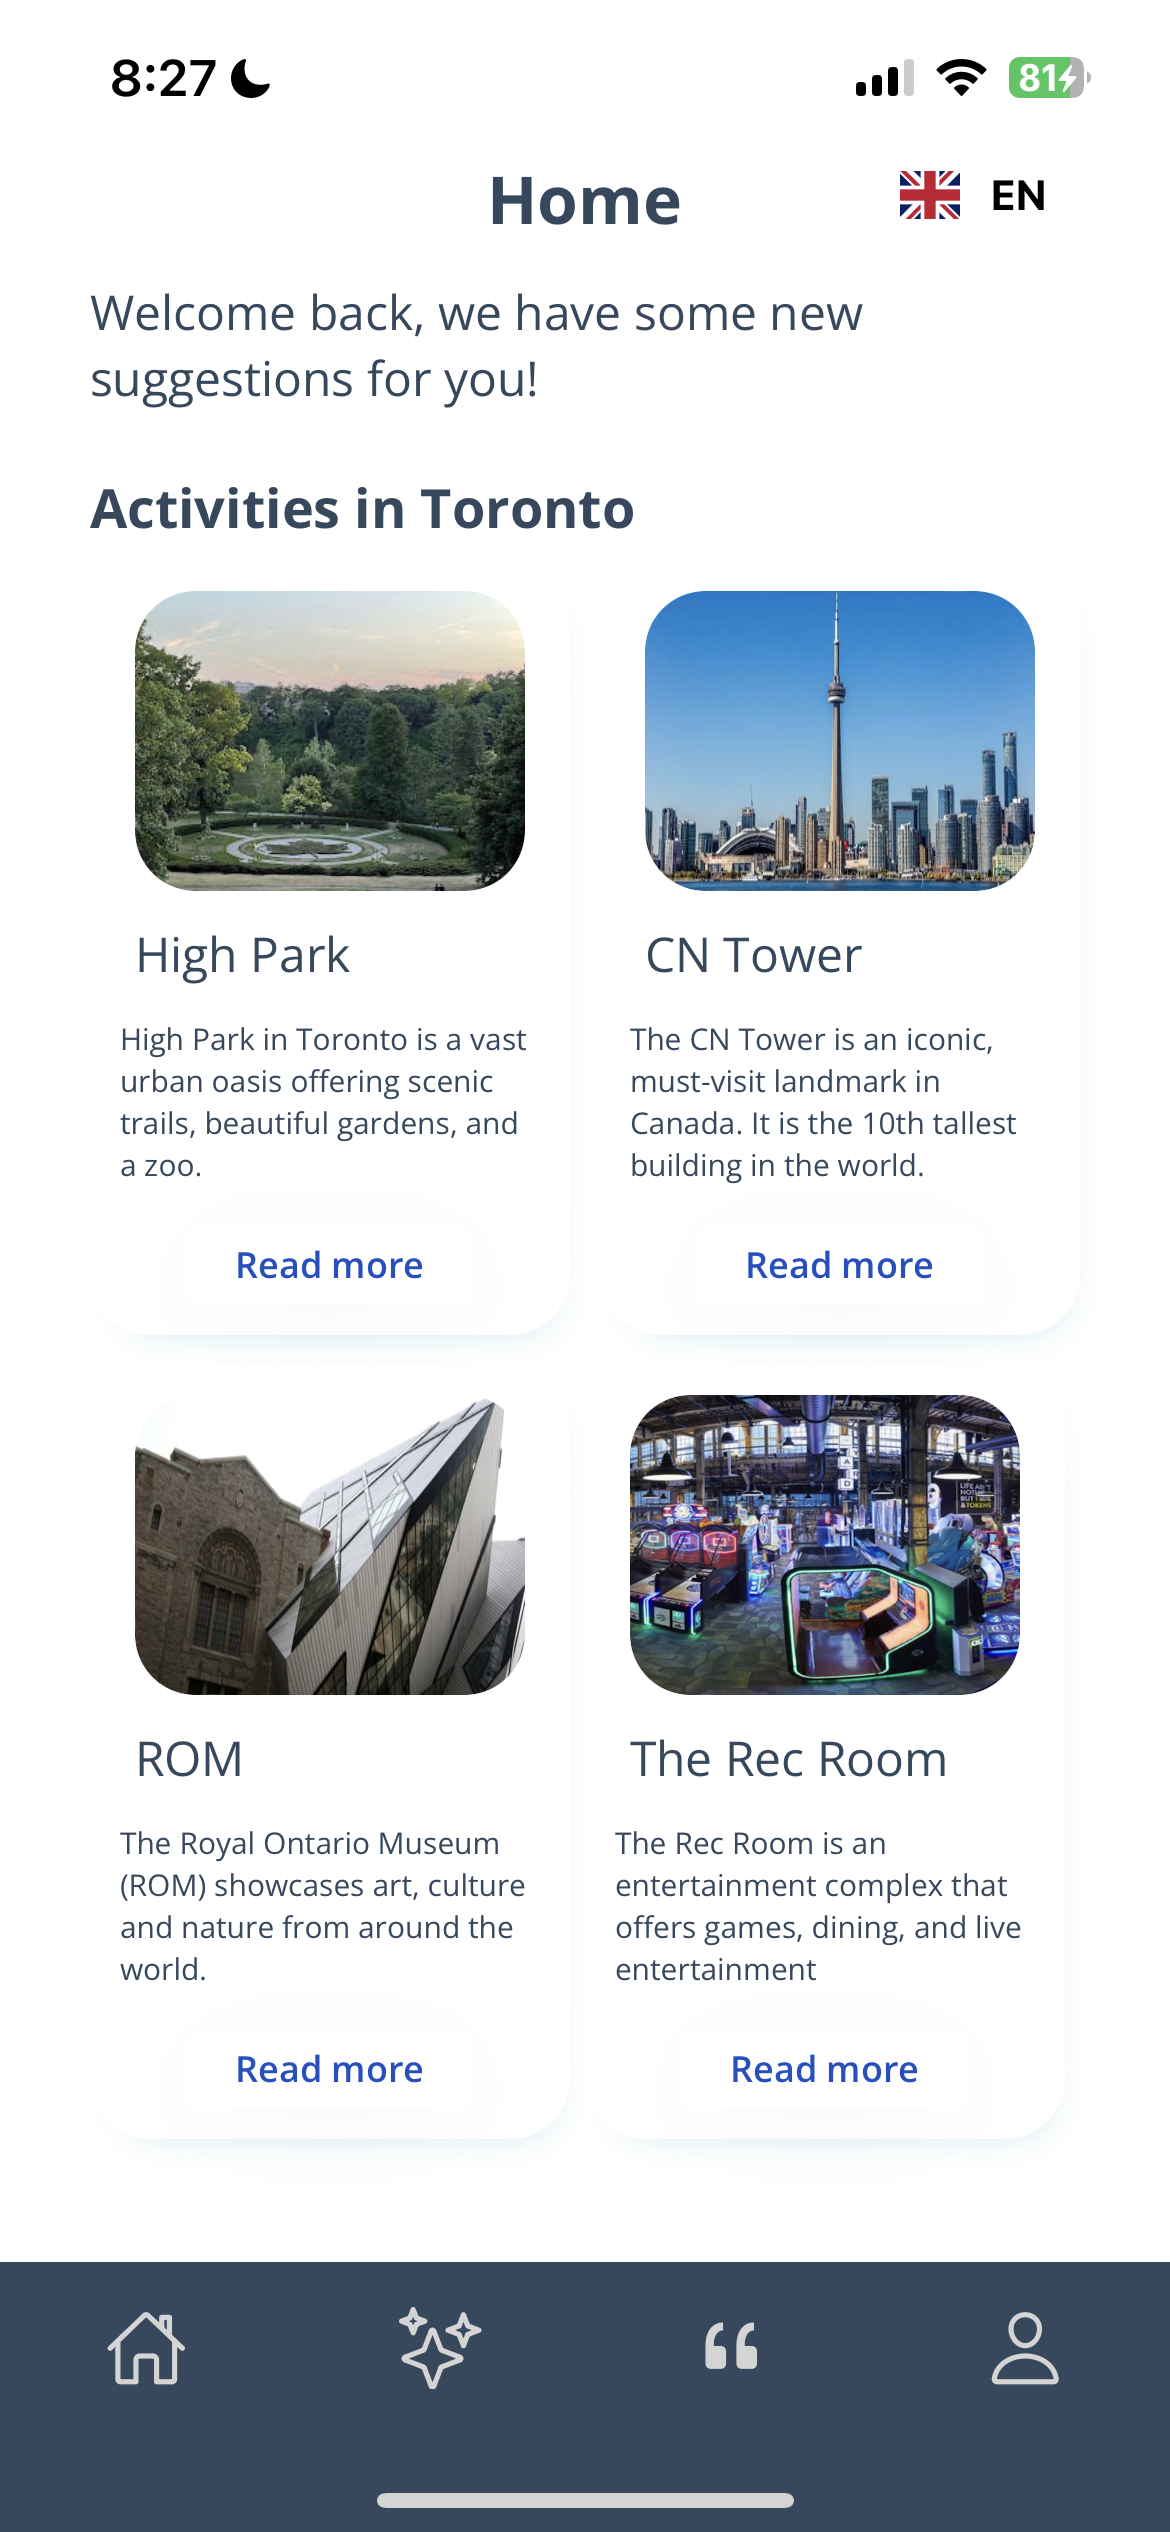 8:27
81
Home
EN
Welcome back, we have some new
suggestions for you!
Activities in Toronto
High Park
CN Tower
High Park in Toronto is a vast
urban oasis offering scenic
trails, beautiful gardens, and
a zoo.
The CN Tower is an iconic,
must-visit landmark in
Canada. It is the 10th tallest
building in the world.
Read more
Read more
LIFE AIN'T
NOTHIN'
BUT
& TOKENS
ROM
The Rec Room
The Royal Ontario Museum
(ROM) showcases art, culture
and nature from around the
world.
The Rec Room is an
entertainment complex that
offers games, dining, and live
entertainment
Read more
Read more